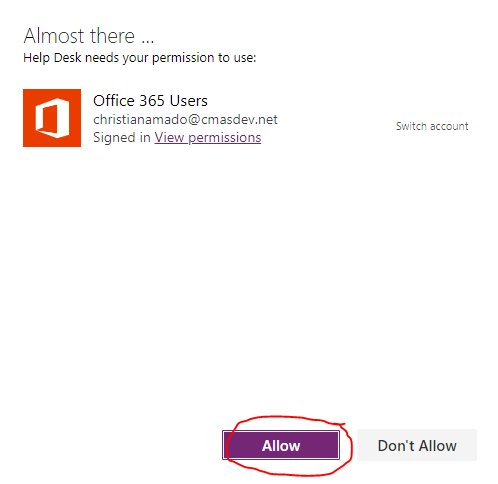 Almost there ...
Help Desk needs your permission to use:
Office 365 Users
christianamado@cmasdev.net
Signed in View permissions
Switch account
Allow
Don't Allow